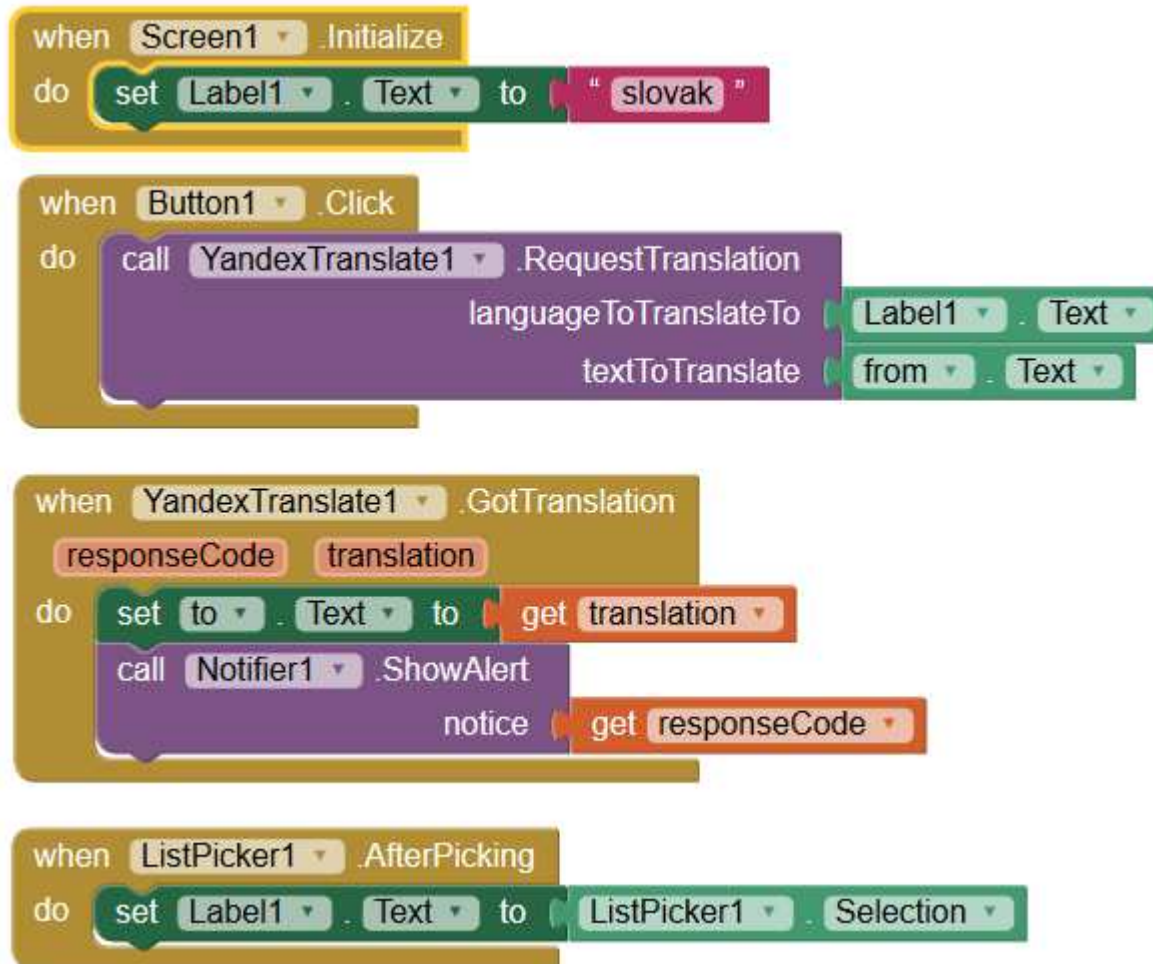 when Screen1 .Initialize
do set Label1 . Text to " slovak "
when Button1 .Click
do call YandexTranslate1 .RequestTranslation
languageToTranslateTo Label1 . Text
textToTranslate from . Text
when YandexTranslate1 .GotTranslation
responseCode translation
do set to . Text to get translation
call Notifier1 .ShowAlert
notice get responseCode
when ListPicker1 .AfterPicking
do set Label1 . Text to ListPicker1 . Selection